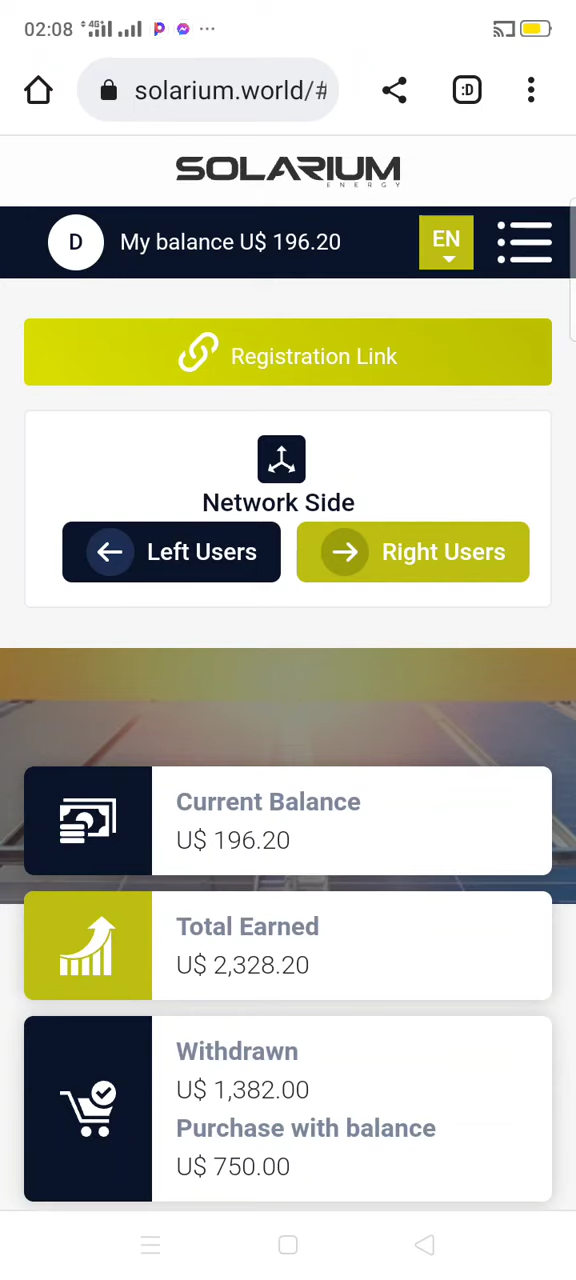 02:08 4G+
solarium.world/#
:D
SOLARIUM
ENERGY
D My balance U$ 196.20 EN
Registration Link
Network Side
Left Users Right Users
Current Balance
U$ 196.20
Total Earned
U$ 2,328.20
Withdrawn
U$ 1,382.00
Purchase with balance
U$ 750.00